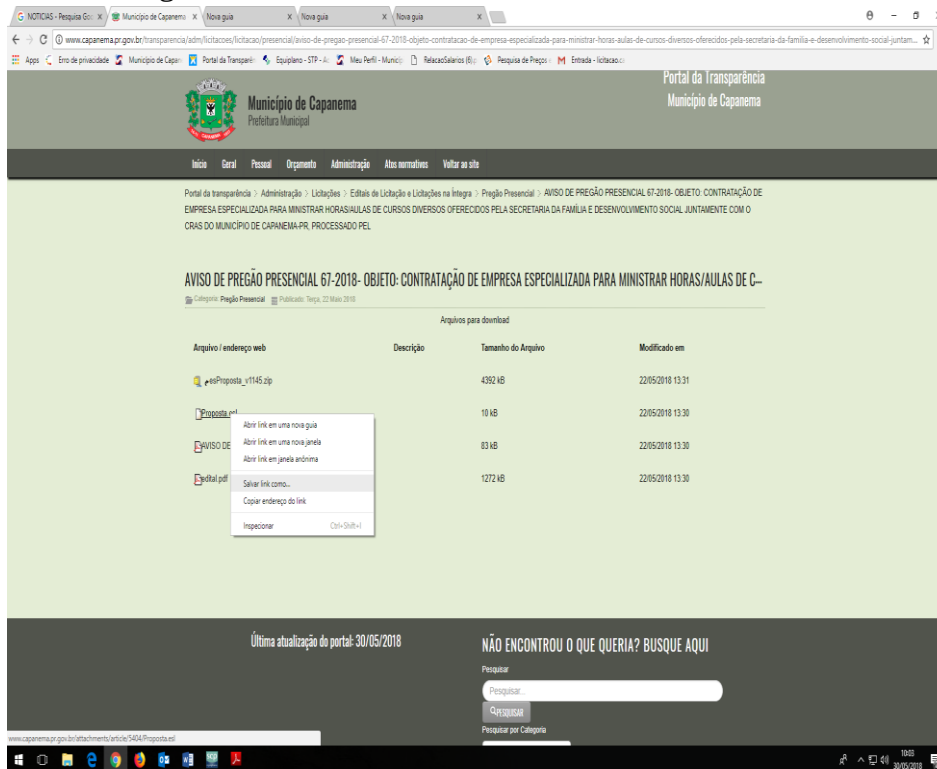 NOTICIAS - Pesquisa Goo
Município de Capanema
Nova guia
Nova guia
Nova guia
www.capanema.pr.gov.br/transparencia/adm/licitacoes/licitacao/presencial/aviso-de-pregao-presencial-67-2018-objeto-contratacao-de-empresa-especializada-para-ministrar-horas-aulas-de-cursos-diversos-oferecidos-pela-secretaria-da-familia-e-desenvolvimento-social-juntam...
Apps Erro de privacidade Município de Capan Portal da Transparên Equiplano - STP - Ac Meu Perfil - Municíp RelacaoSalarios (6).p Pesquisa de Preços - Entrada - licitacao.c
Portal da Transparência
Município de Capanema
Município de Capanema
Prefeitura Municipal
Início Geral Pessoal Orçamento Administração Atos normativos Voltar ao site
Portal da transparência > Administração > Licitações > Editais de Licitação e Licitações na Íntegra > Pregão Presencial > AVISO DE PREGÃO PRESENCIAL 67-2018- OBJETO: CONTRATAÇÃO DE
EMPRESA ESPECIALIZADA PARA MINISTRAR HORAS/AULAS DE CURSOS DIVERSOS OFERECIDOS PELA SECRETARIA DA FAMÍLIA E DESENVOLVIMENTO SOCIAL JUNTAMENTE COM O
CRAS DO MUNICÍPIO DE CAPANEMA-PR, PROCESSADO PEL
AVISO DE PREGÃO PRESENCIAL 67-2018- OBJETO: CONTRATAÇÃO DE EMPRESA ESPECIALIZADA PARA MINISTRAR HORAS/AULAS DE C...
Categoria: Pregão Presencial Publicado: Terça, 22 Maio 2018
Arquivos para download
Arquivo / endereço web Descrição Tamanho do Arquivo Modificado em
esProposta_v1145.zip 4392 kB 22/05/2018 13:31
Proposta.esl 10 kB 22/05/2018 13:30
AVISO DE 83 kB 22/05/2018 13:30
edital.pdf 1272 kB 22/05/2018 13:30
Abrir link em uma nova guia
Abrir link em uma nova janela
Abrir link em janela anônima
Salvar link como...
Copiar endereço do link
Inspecionar Ctrl+Shift+I
Última atualização do portal: 30/05/2018
NÃO ENCONTROU O QUE QUERIA? BUSQUE AQUI
Pesquisar
Pesquisar...
PESQUISAR
Pesquisar por Categoria
www.capanema.pr.gov.br/attachments/article/5404/Proposta.esl
10:03
30/05/2018